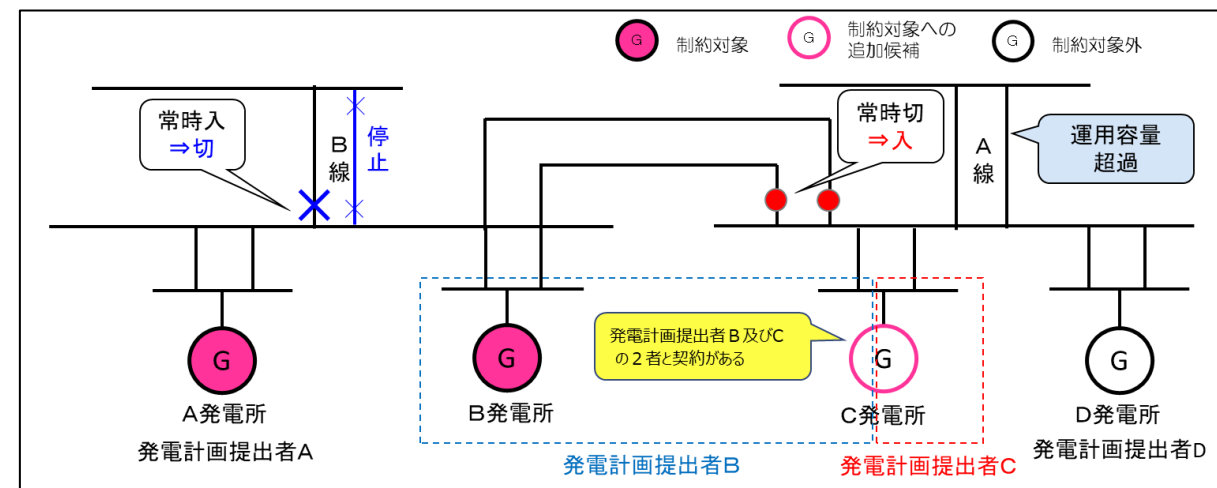 G
制約対象
G
制約対象への
追加候補
G
制約対象外
常時入
⇒切
B
線
停
止
常時切
⇒入
A
線
運用容量
超過
発電計画提出者B及びC
の2者と契約がある
G
G
G
G
A発電所
B発電所
C発電所
D発電所
発電計画提出者A
発電計画提出者B
発電計画提出者C
発電計画提出者D